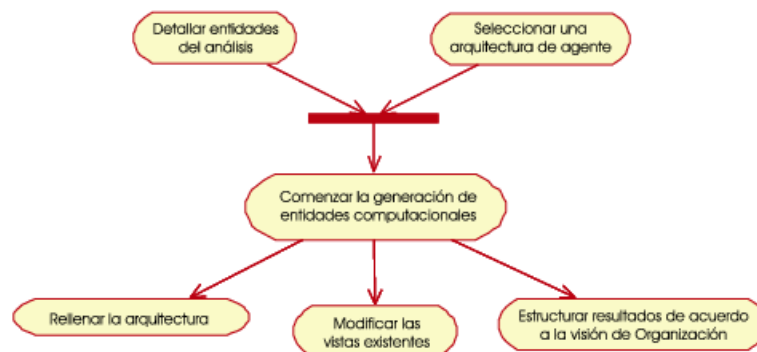 Detallar entidades
del análisis
Seleccionar una
arquitectura de agente
Comenzar la generación de
entidades computacionales
Rellenar la arquitectura
Modificar las
vistas existentes
Estructurar resultados de acuerdo
a la visión de Organización